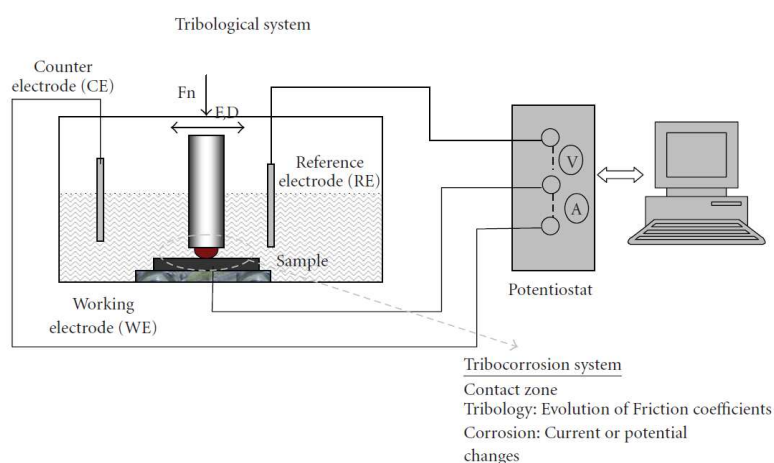 Tribological system
Counter
electrode (CE)
Fn
F,D
Reference
electrode (RE)
Sample
Working
electrode (WE)
V
A
Potentiostat
Tribocorrosion system
Contact zone
Tribology: Evolution of Friction coefficients
Corrosion: Current or potential
changes